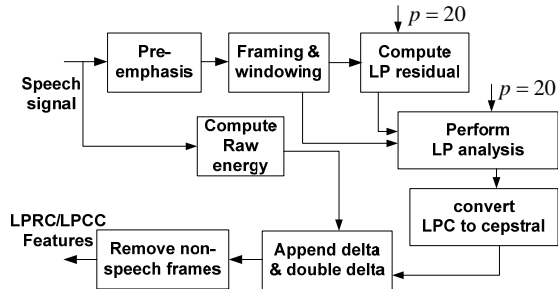 p = 20
Pre-
emphasis
Framing &
windowing
Compute
LP residual
Speech
signal
p = 20
Compute
Raw
energy
Perform
LP analysis
convert
LPC to cepstral
LPRC/LPCC
Features
Remove non-
speech frames
Append delta
& double delta